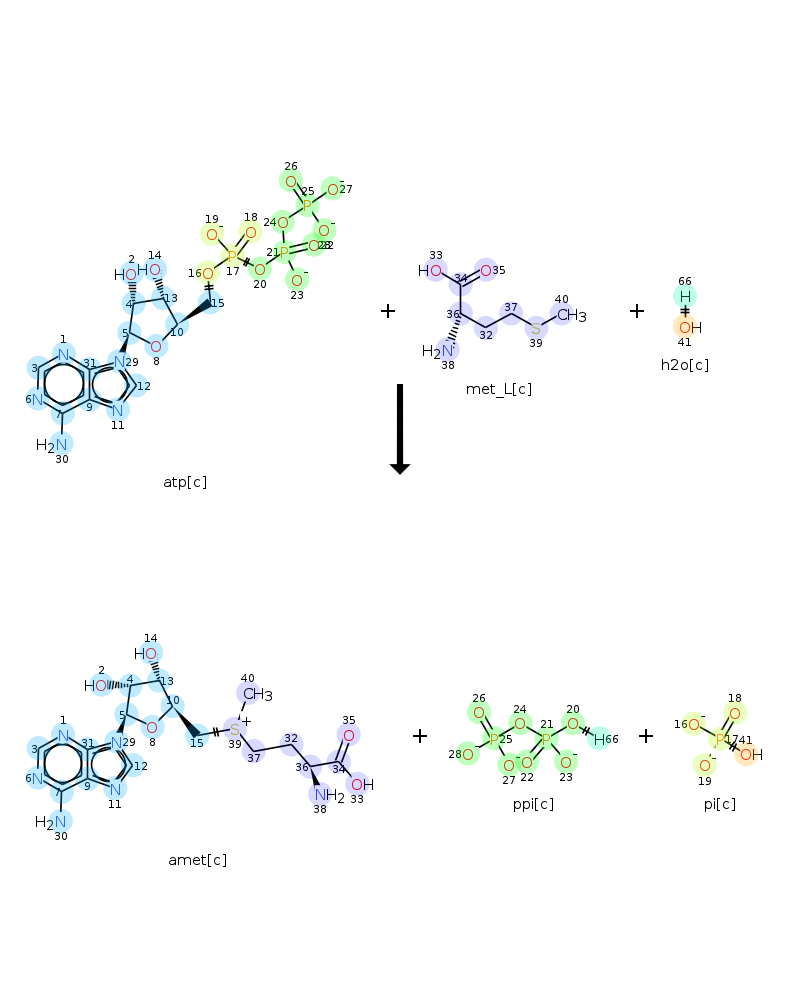 26
25
27
O
O
-
P
2
14
19
18
24
O
O
-
HO
HO
O
-
O
21
P
O
28
22
16
P
17
O
20
O
-
23
O
15
4
13
5
10
O
8
1
N
31
N
29
3
12
6
N
7
9
N
11
H2N
30
atp[c]
+
33
HO
34
O
35
36
37
40
CH3
32
S
39
H2N
38
met_L[c]
+
66
H
OH
41
h2o[c]
14
HO
2
HO
4
13
10
5
O
8
15
40
CH3
S
+
39
37
32
36
35
O
34
OH
33
NH2
38
1
N
31
N
29
3
12
6
N
7
9
N
11
H2N
30
amet[c]
+
26
O
24
O
21
20
O
P
25
P
H
66
28
O
-
O
-
27
O
22
O
-
23
ppi[c]
+
18
O
16
O
-
P
17
41
OH
O
-
19
pi[c]